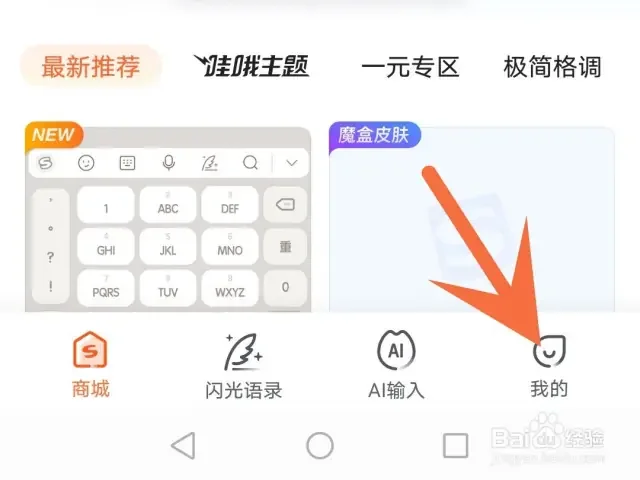 最新推荐 哇哦主题 一元专区 极简格调
NEW 魔盒皮肤
1 ABC DEF
GHI JKL MNO 重
PQRS TUV WXYZ 0
商城 闪光语录 AI AI输入 我的
Baidu经验